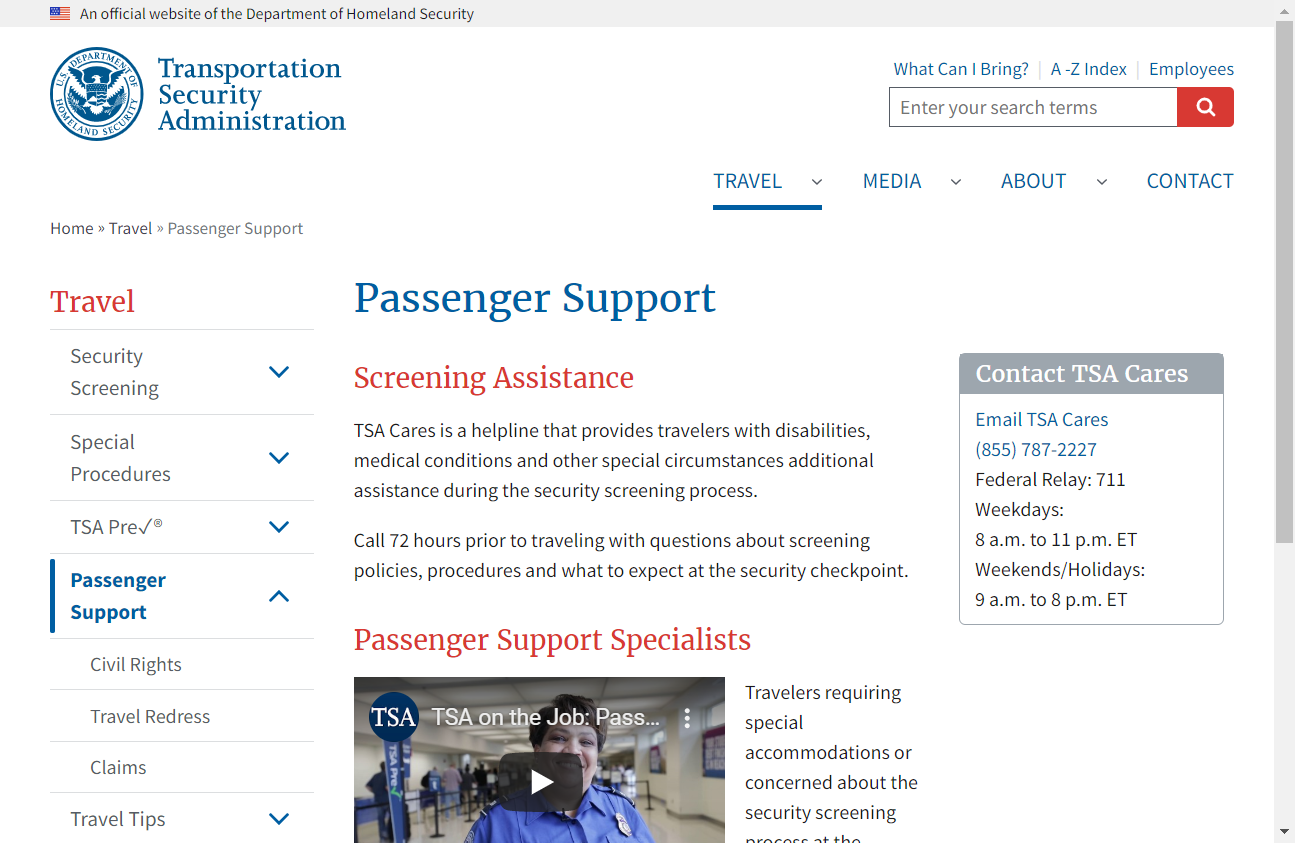 An official website of the Department of Homeland Security
U.S. DEPARTMENT OF HOMELAND SECURITY
Transportation
Security
Administration
What Can I Bring?
A -Z Index
Employees
Enter your search terms
TRAVEL
MEDIA
ABOUT
CONTACT
Home » Travel » Passenger Support
Travel
Security
Screening
Special
Procedures
TSA Pre✓®
Passenger
Support
Civil Rights
Travel Redress
Claims
Travel Tips
Passenger Support
Screening Assistance
TSA Cares is a helpline that provides travelers with disabilities,
medical conditions and other special circumstances additional
assistance during the security screening process.
Call 72 hours prior to traveling with questions about screening
policies, procedures and what to expect at the security checkpoint.
Passenger Support Specialists
TSA
TSA on the Job: Pass...
TSA Pre✓
Travelers requiring
special
accommodations or
concerned about the
security screening
process at the
Contact TSA Cares
Email TSA Cares
(855) 787-2227
Federal Relay: 711
Weekdays:
8 a.m. to 11 p.m. ET
Weekends/Holidays:
9 a.m. to 8 p.m. ET